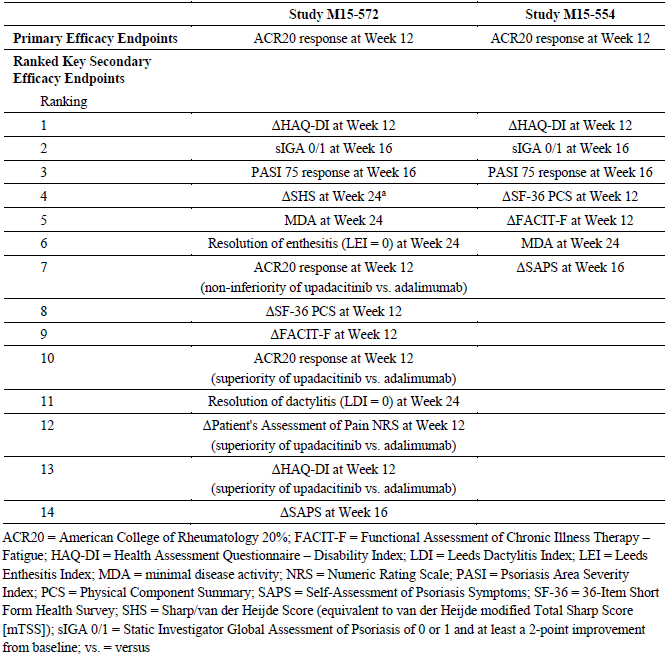 Study M15-572 Study M15-554
Primary Efficacy Endpoints ACR20 response at Week 12 ACR20 response at Week 12
Ranked Key Secondary
Efficacy Endpoints
Ranking
1 ΔHAQ-DI at Week 12 ΔHAQ-DI at Week 12
2 sIGA 0/1 at Week 16 sIGA 0/1 at Week 16
3 PASI 75 response at Week 16 PASI 75 response at Week 16
4 ΔSHS at Week 24ª ΔSF-36 PCS at Week 12
5 MDA at Week 24 ΔFACIT-F at Week 12
6 Resolution of enthesitis (LEI = 0) at Week 24 MDA at Week 24
7 ACR20 response at Week 12 ΔSAPS at Week 16
(non-inferiority of upadacitinib vs. adalimumab)
8 ΔSF-36 PCS at Week 12
9 ΔFACIT-F at Week 12
10 ACR20 response at Week 12
(superiority of upadacitinib vs. adalimumab)
11 Resolution of dactylitis (LDI = 0) at Week 24
12 ΔPatient's Assessment of Pain NRS at Week 12
(superiority of upadacitinib vs. adalimumab)
13 ΔHAQ-DI at Week 12
(superiority of upadacitinib vs. adalimumab)
14 ΔSAPS at Week 16
ACR20 = American College of Rheumatology 20%; FACIT-F = Functional Assessment of Chronic Illness Therapy –
Fatigue; HAQ-DI = Health Assessment Questionnaire – Disability Index; LDI = Leeds Dactylitis Index; LEI = Leeds
Enthesitis Index; MDA = minimal disease activity; NRS = Numeric Rating Scale; PASI = Psoriasis Area Severity
Index; PCS = Physical Component Summary; SAPS = Self-Assessment of Psoriasis Symptoms; SF-36 = 36-Item Short
Form Health Survey; SHS = Sharp/van der Heijde Score (equivalent to van der Heijde modified Total Sharp Score
[mTSS]); sIGA 0/1 = Static Investigator Global Assessment of Psoriasis of 0 or 1 and at least a 2-point improvement
from baseline; vs. = versus